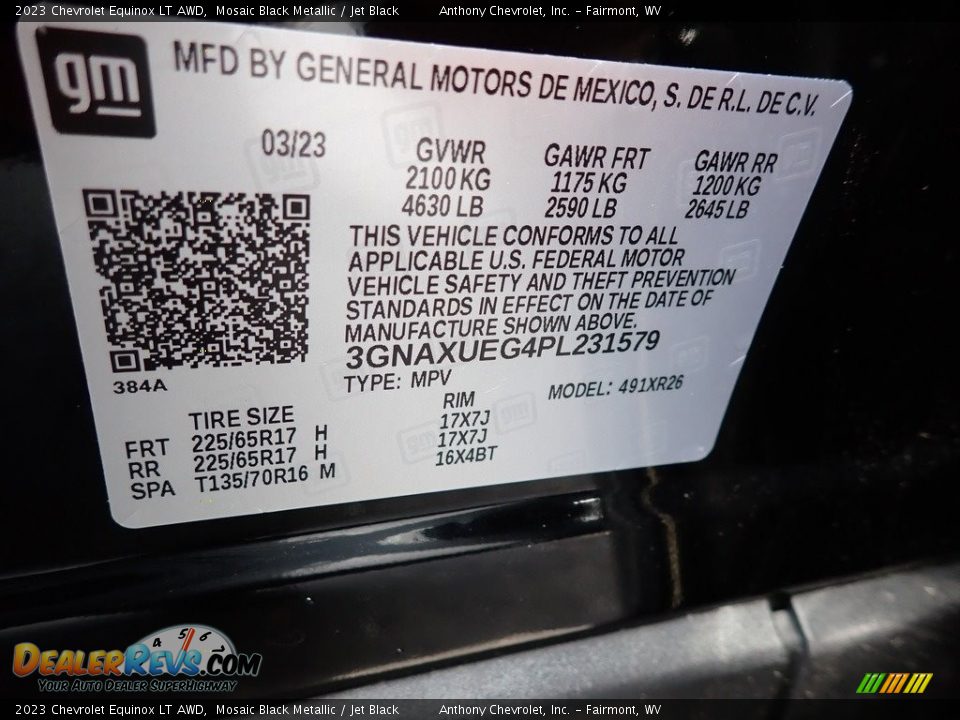 2023 Chevrolet Equinox LT AWD, Mosaic Black Metallic / Jet Black Anthony Chevrolet, Inc. - Fairmont, WV
gm MFD BY GENERAL MOTORS DE MEXICO, S. DE R.L. DE C.V.
03/23 GVWR GAWR FRT GAWR RR
2100 KG 1175 KG 1200 KG
4630 LB 2590 LB 2645 LB
THIS VEHICLE CONFORMS TO ALL
APPLICABLE U.S. FEDERAL MOTOR
VEHICLE SAFETY AND THEFT PREVENTION
STANDARDS IN EFFECT ON THE DATE OF
MANUFACTURE SHOWN ABOVE.
3GNAXUEG4PL231579
384A TYPE: MPV MODEL: 491XR26
TIRE SIZE RIM
FRT 225/65R17 H 17X7J
RR 225/65R17 H 17X7J
SPA T135/70R16 M 16X4BT
4 5 6
DealerRevs.com
Your Auto Dealer SuperHighway
2023 Chevrolet Equinox LT AWD, Mosaic Black Metallic / Jet Black Anthony Chevrolet, Inc. - Fairmont, WV